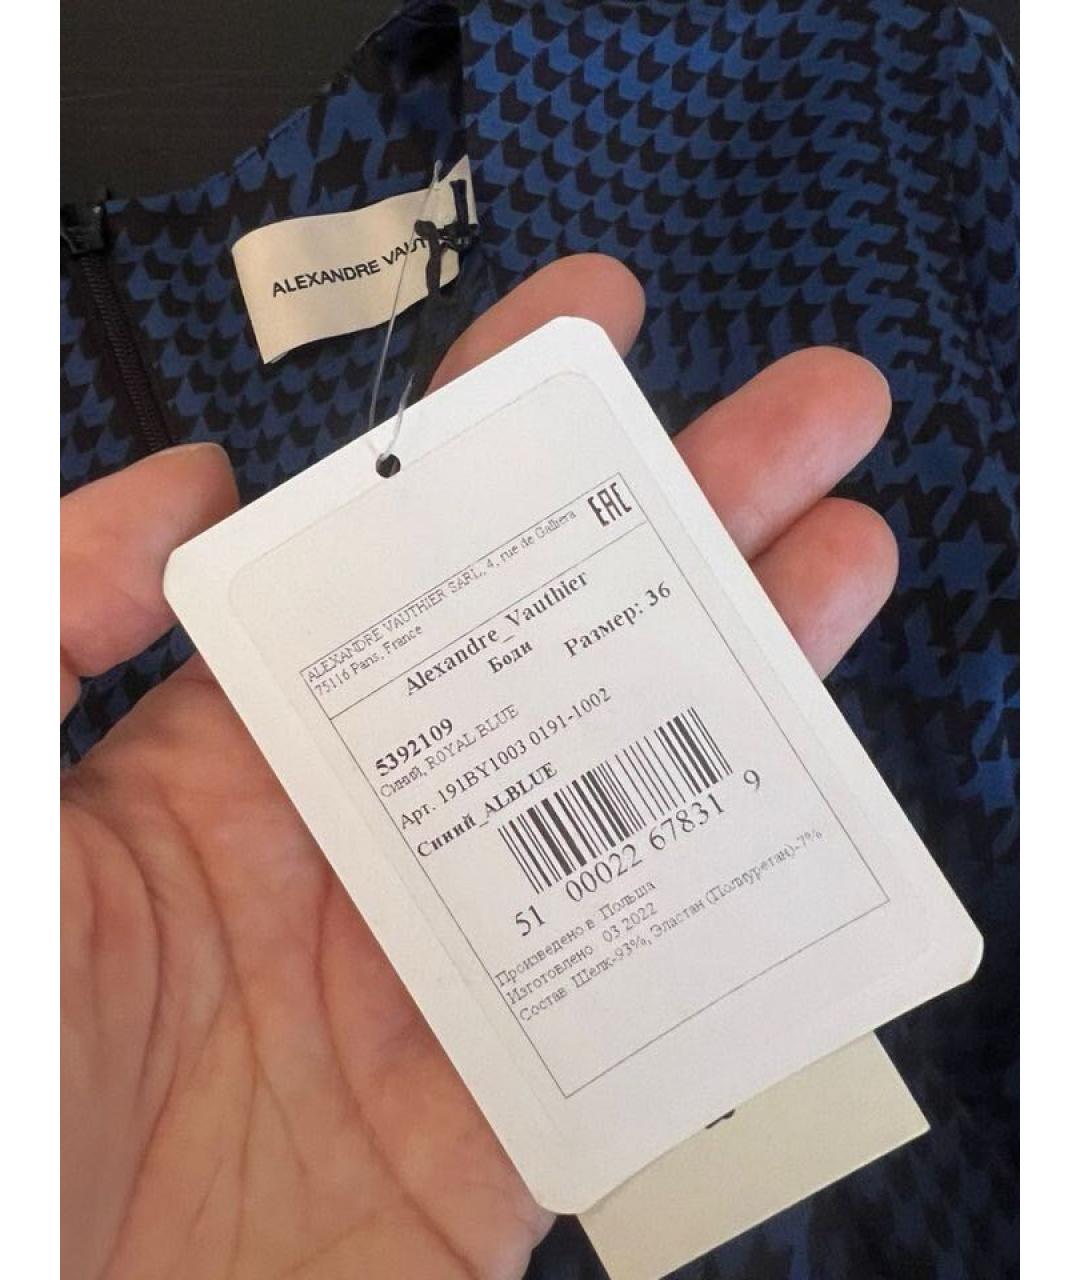 ALEXANDRE
ALEXANDRE VAUTHIER SARL, 4, rue de Galliera
75116 Paris, France
EAC
Alexandre_Vauthier
Боди
Размер: 36
5392109
Синий, ROYAL BLUE
Арт. 191BY1003 0191-1002
Синий_ALBLUE
51 00022 67831 9
Произведено в Польша
Изготовлено 03.2022
Состав Шелк-93%, Эластан (Полиуретан)-7%